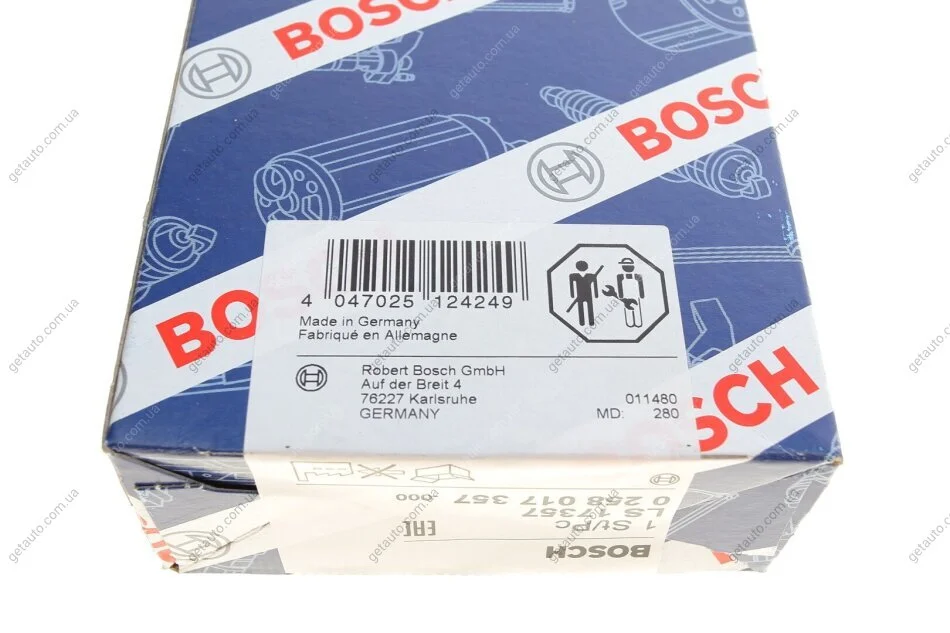 BOSCH
BOSCH
BOSCH
4 047025 124249
Made in Germany
Fabriqué en Allemagne
Robert Bosch GmbH
Auf der Breit 4
76227 Karlsruhe
GERMANY
011480
MD: 280
BOSCH
1 St/Pc
LS 17357
0 258 017 357
000
EAC
getauto.com.ua